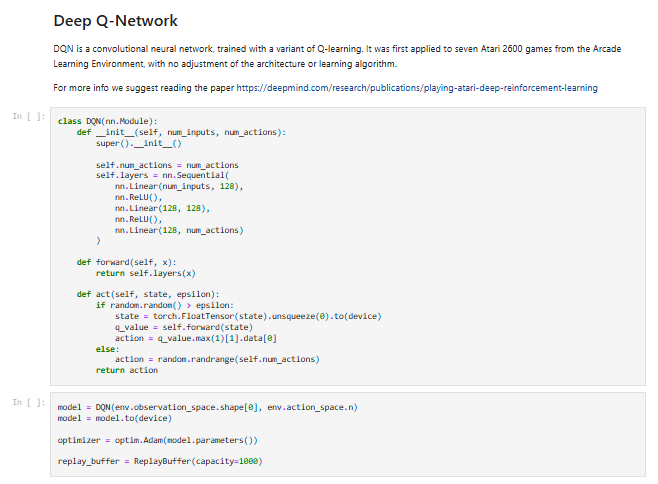 Deep Q-Network
DQN is a convolutional neural network, trained with a variant of Q-learning. It was first applied to seven Atari 2600 games from the Arcade
Learning Environment, with no adjustment of the architecture or learning algorithm.
For more info we suggest reading the paper https://deepmind.com/research/publications/playing-atari-deep-reinforcement-learning
In [ ]:
class DQN(nn.Module):
    def __init__(self, num_inputs, num_actions):
        super().__init__()
        self.num_actions = num_actions
        self.layers = nn.Sequential(
            nn.Linear(num_inputs, 128),
            nn.ReLU(),
            nn.Linear(128, 128),
            nn.ReLU(),
            nn.Linear(128, num_actions)
        )
    def forward(self, x):
        return self.layers(x)
    def act(self, state, epsilon):
        if random.random() > epsilon:
            state = torch.FloatTensor(state).unsqueeze(0).to(device)
            q_value = self.forward(state)
            action = q_value.max(1)[1].data[0]
        else:
            action = random.randrange(self.num_actions)
        return action
In [ ]:
model = DQN(env.observation_space.shape[0], env.action_space.n)
model = model.to(device)
optimizer = optim.Adam(model.parameters())
replay_buffer = ReplayBuffer(capacity=1000)